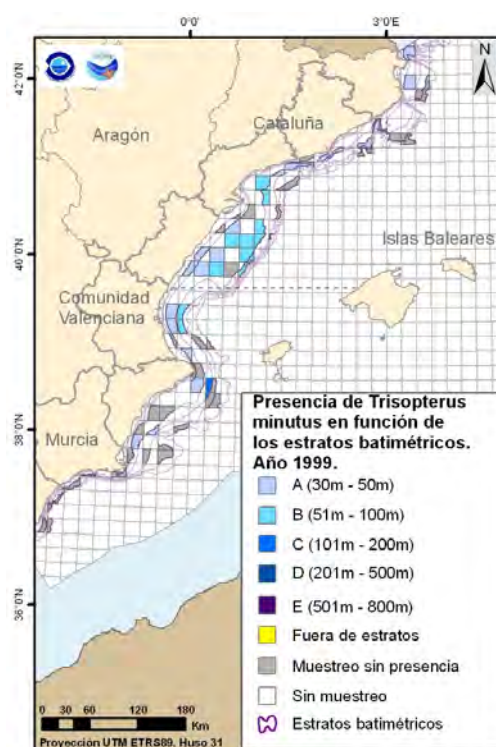 0°0' 3°0'E
N
42°0'N
Aragón
Cataluña
40°0'N
Islas Baleares
Comunidad
Valenciana
38°0'N
Murcia
36°0'N
Presencia de Trisopterus
minutus en función de
los estratos batimétricos.
Año 1999.
A (30m - 50m)
B (51m - 100m)
C (101m - 200m)
D (201m - 500m)
E (501m - 800m)
Fuera de estratos
Muestreo sin presencia
Sin muestreo
Estratos batimétricos
0 30 60 120 180
Km
Proyección UTM ETRS89. Huso 31